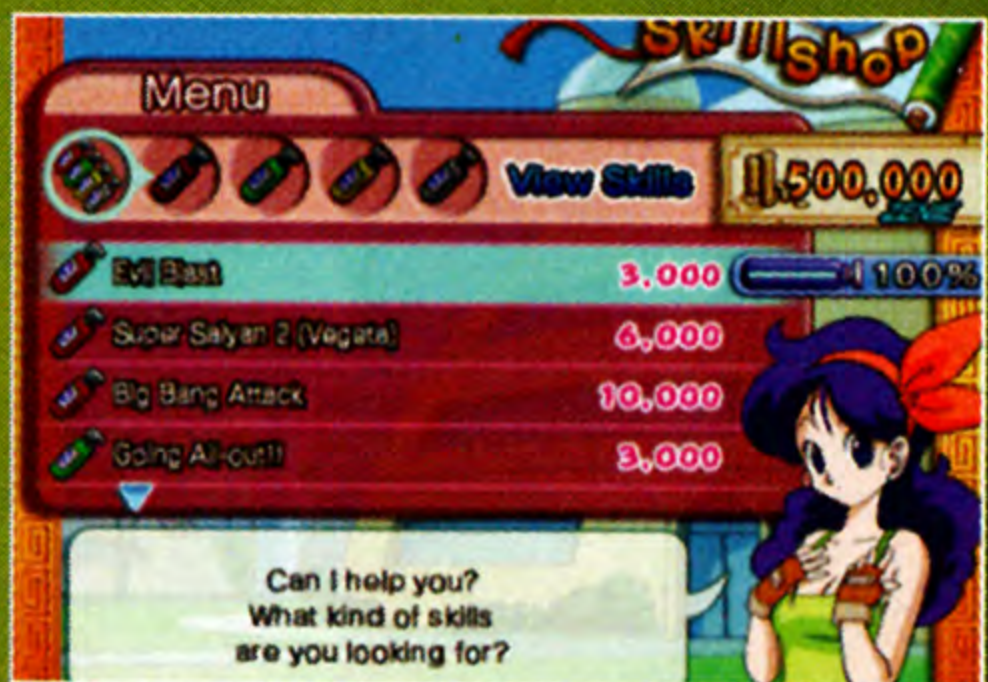 Skill Shop
Menu
View Skills
500,000
Evil Blast 3,000 100%
Super Saiyan 2 (Vegeta) 6,000
Big Bang Attack 10,000
Going All-out!! 3,000
Can I help you?
What kind of skills
are you looking for?